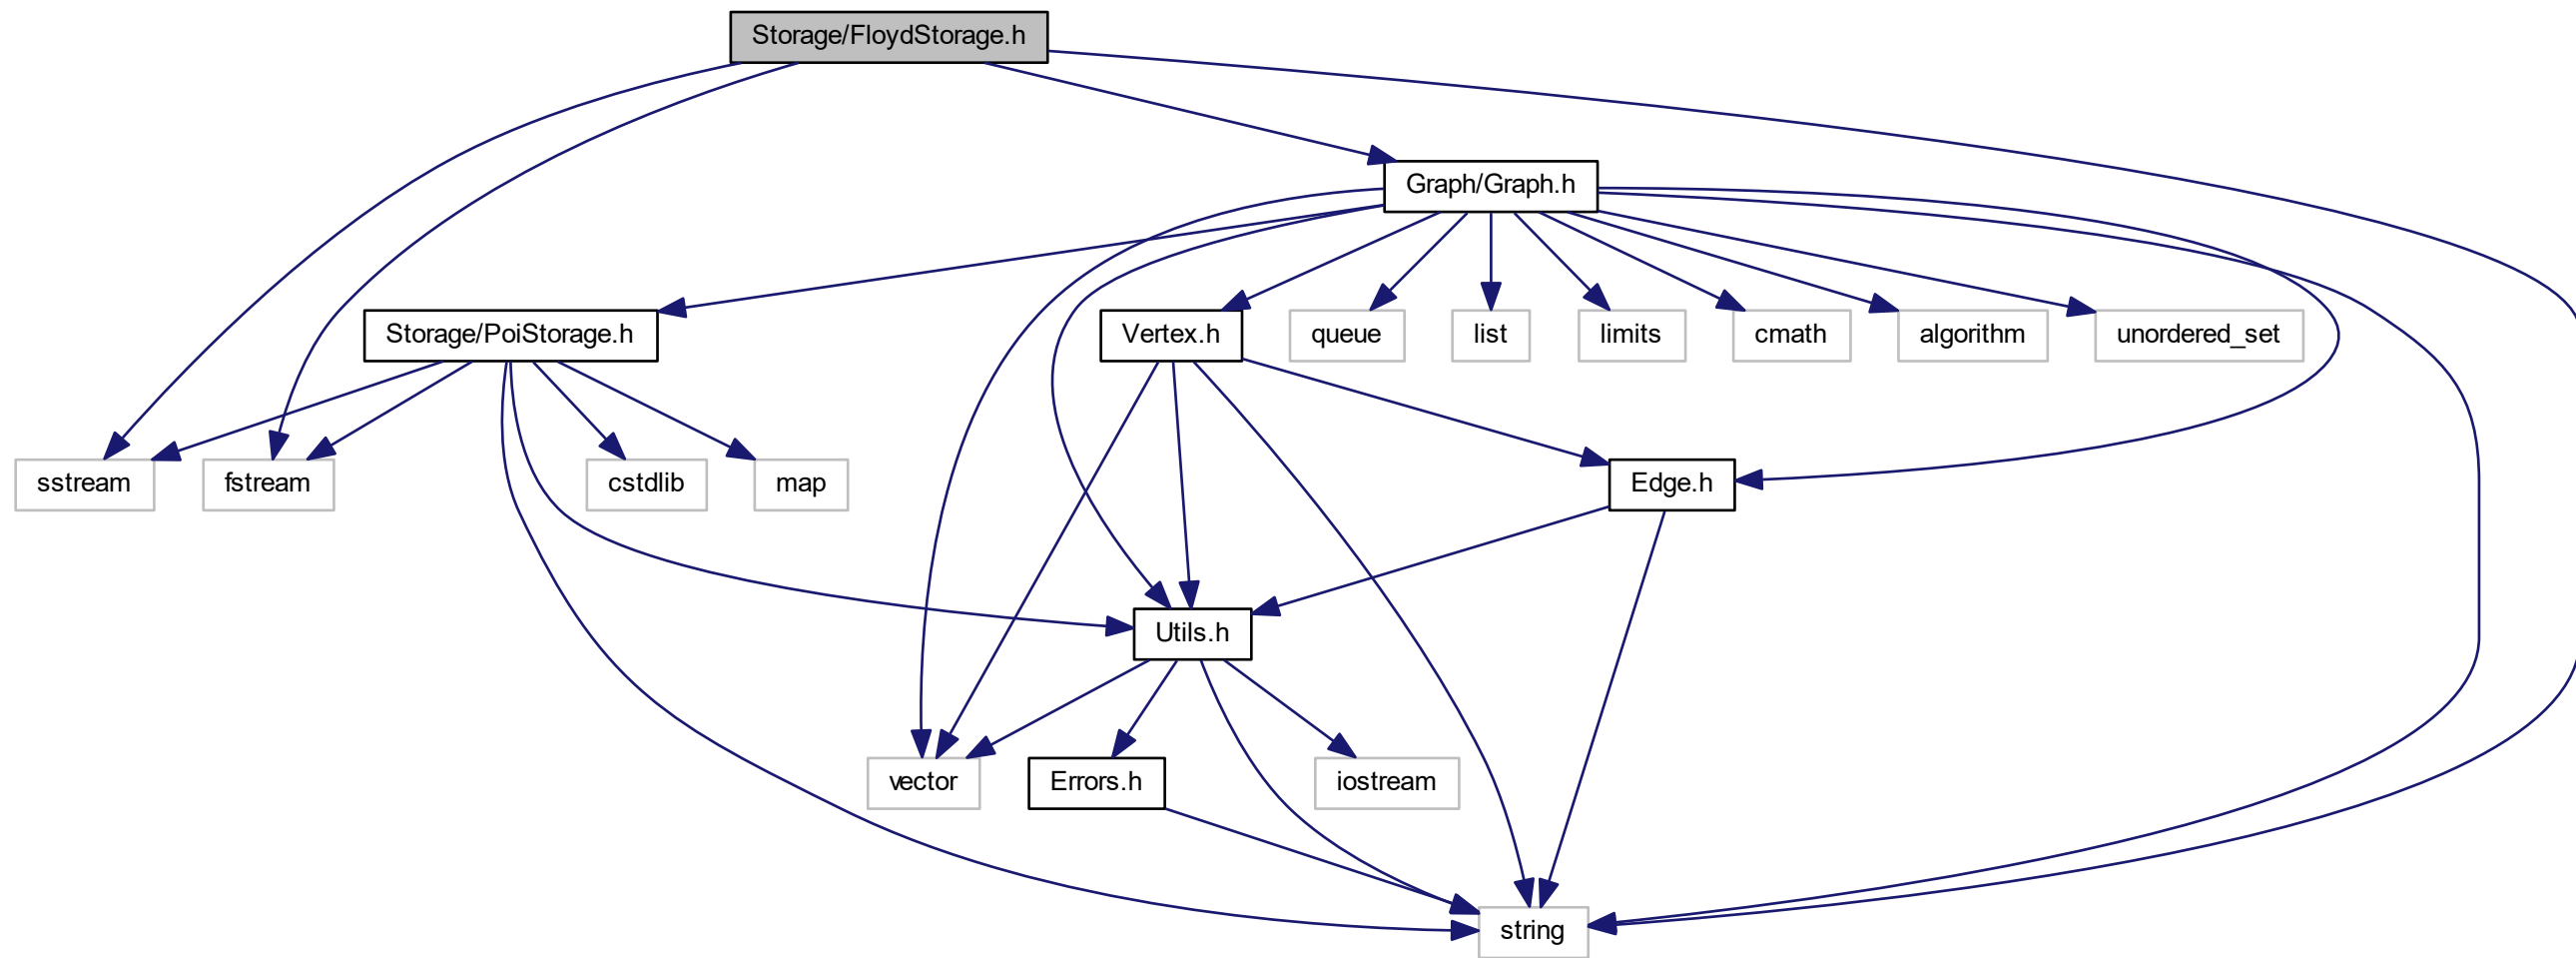 Storage/FloydStorage.h
Graph/Graph.h
Storage/PoiStorage.h
Vertex.h
queue
list
limits
cmath
algorithm
unordered_set
sstream
fstream
cstdlib
map
Edge.h
Utils.h
vector
Errors.h
iostream
string